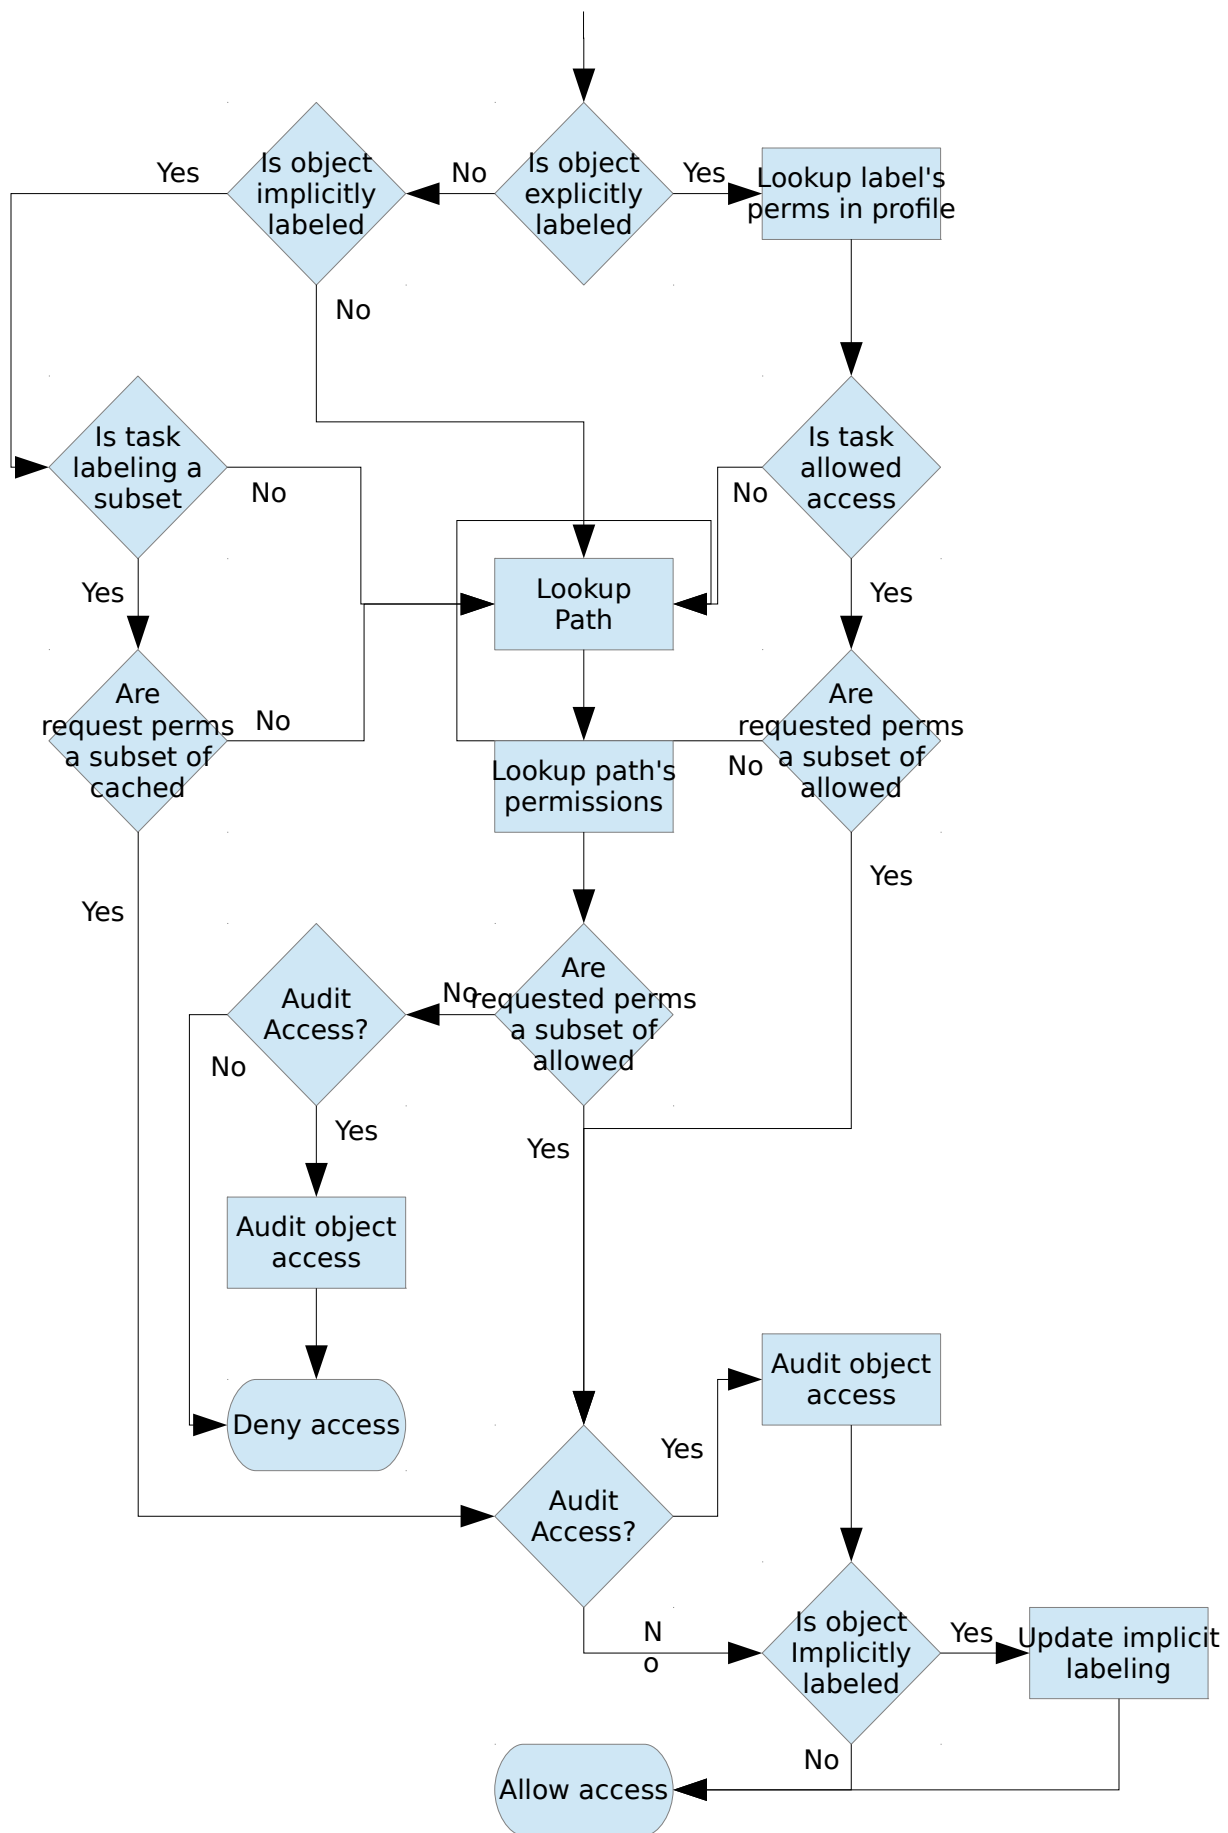 Is object
explicitly
labeled
No
Yes
Is object
implicitly
labeled
Yes
No
Lookup label's
perms in profile
Is task
labeling a
subset
No
Yes
Is task
allowed
access
No
Yes
Lookup
Path
Are
request perms
a subset of
cached
No
Yes
Lookup path's
permissions
Are
requested perms
a subset of
allowed
No
Yes
Audit
Access?
No
Yes
Are
requested perms
a subset of
allowed
No
Yes
Audit object
access
Deny access
Audit object
access
Audit
Access?
Yes
N
o
Is object
Implicitly
labeled
Yes
No
Update implicit
labeling
Allow access